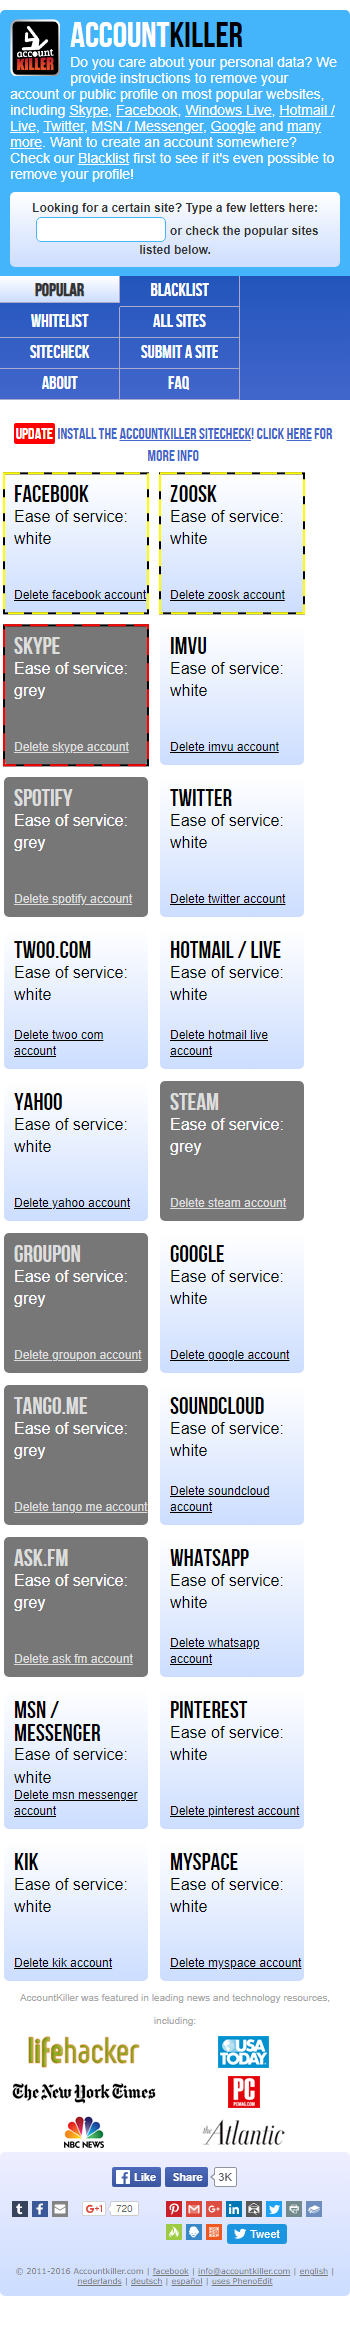 account
KILLER
ACCOUNTKILLER
Do you care about your personal data? We
provide instructions to remove your
account or public profile on most popular websites,
including Skype, Facebook, Windows Live, Hotmail /
Live, Twitter, MSN / Messenger, Google and many
more. Want to create an account somewhere?
Check our Blacklist first to see if it's even possible to
remove your profile!
Looking for a certain site? Type a few letters here:
or check the popular sites
listed below.
POPULAR
BLACKLIST
WHITELIST
ALL SITES
SITECHECK
SUBMIT A SITE
ABOUT
FAQ
UPDATE INSTALL THE ACCOUNTKILLER SITECHECK! CLICK HERE FOR
MORE INFO
FACEBOOK
Ease of service:
white
Delete facebook account
ZOOSK
Ease of service:
white
Delete zoosk account
SKYPE
Ease of service:
grey
Delete skype account
IMVU
Ease of service:
white
Delete imvu account
SPOTIFY
Ease of service:
grey
Delete spotify account
TWITTER
Ease of service:
white
Delete twitter account
TWOO.COM
Ease of service:
white
Delete twoo com
account
HOTMAIL / LIVE
Ease of service:
white
Delete hotmail live
account
YAHOO
Ease of service:
white
Delete yahoo account
STEAM
Ease of service:
grey
Delete steam account
GROUPON
Ease of service:
grey
Delete groupon account
GOOGLE
Ease of service:
white
Delete google account
TANGO.ME
Ease of service:
grey
Delete tango me account
SOUNDCLOUD
Ease of service:
white
Delete soundcloud
account
ASK.FM
Ease of service:
grey
Delete ask fm account
WHATSAPP
Ease of service:
white
Delete whatsapp
account
MSN /
MESSENGER
Ease of service:
white
Delete msn messenger
account
PINTEREST
Ease of service:
white
Delete pinterest account
KIK
Ease of service:
white
Delete kik account
MYSPACE
Ease of service:
white
Delete myspace account
AccountKiller was featured in leading news and technology resources,
including:
lifehacker
USA
TODAY
The New York Times
PC
PCMAG.COM
NBC NEWS
the Atlantic
Like
Share
3K
G+1
720
Tweet
© 2011-2016 Accountkiller.com | facebook | info@accountkiller.com | english |
nederlands | deutsch | español | uses PhenoEdit